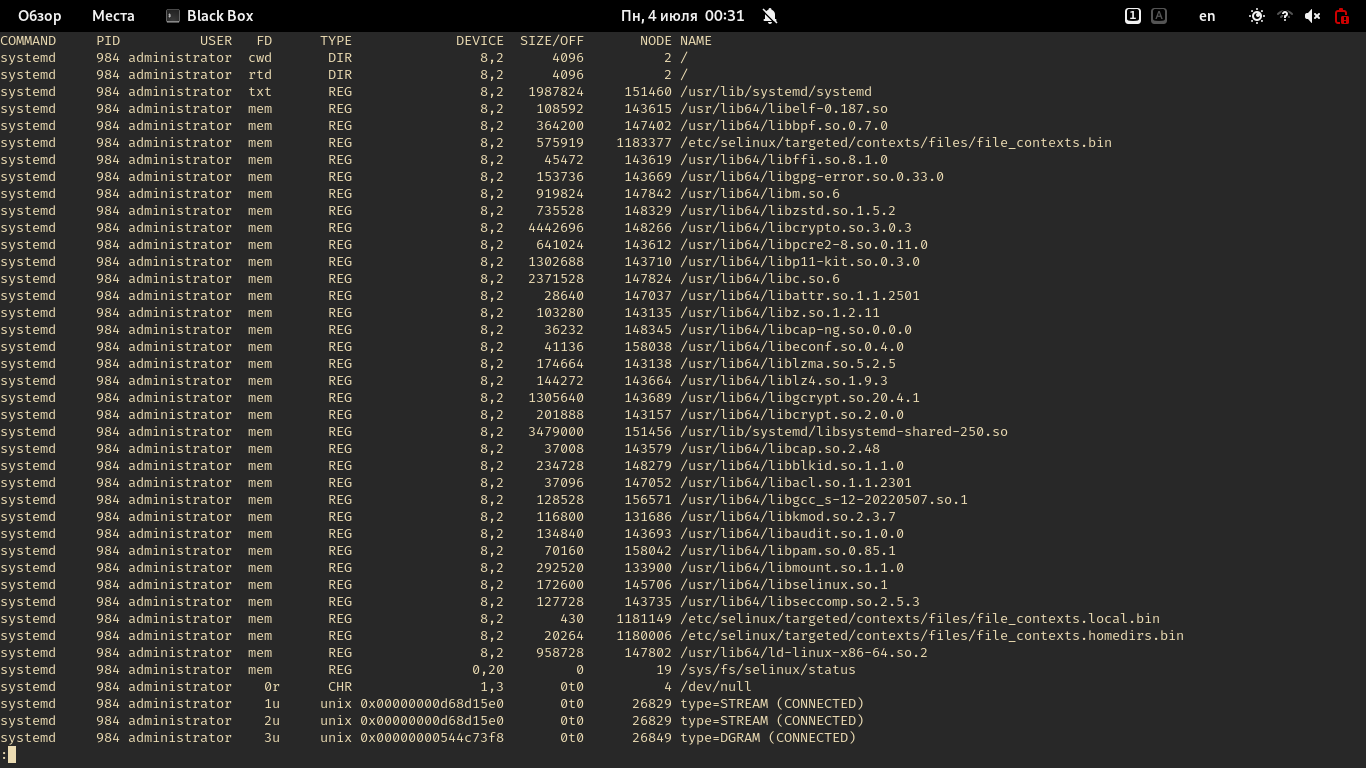 Обзор Места Black Box Пн, 4 июля 00:31 1 A en
COMMAND PID USER FD TYPE DEVICE SIZE/OFF NODE NAME
systemd 984 administrator cwd DIR 8,2 4096 2 /
systemd 984 administrator rtd DIR 8,2 4096 2 /
systemd 984 administrator txt REG 8,2 1987824 151460 /usr/lib/systemd/systemd
systemd 984 administrator mem REG 8,2 108592 143615 /usr/lib64/libelf-0.187.so
systemd 984 administrator mem REG 8,2 364200 147402 /usr/lib64/libbpf.so.0.7.0
systemd 984 administrator mem REG 8,2 575919 1183377 /etc/selinux/targeted/contexts/files/file_contexts.bin
systemd 984 administrator mem REG 8,2 45472 143619 /usr/lib64/libffi.so.8.1.0
systemd 984 administrator mem REG 8,2 153736 143669 /usr/lib64/libgpg-error.so.0.33.0
systemd 984 administrator mem REG 8,2 919824 147842 /usr/lib64/libm.so.6
systemd 984 administrator mem REG 8,2 735528 148329 /usr/lib64/libzstd.so.1.5.2
systemd 984 administrator mem REG 8,2 4442696 148266 /usr/lib64/libcrypto.so.3.0.3
systemd 984 administrator mem REG 8,2 641024 143612 /usr/lib64/libpcre2-8.so.0.11.0
systemd 984 administrator mem REG 8,2 1302688 143710 /usr/lib64/libp11-kit.so.0.3.0
systemd 984 administrator mem REG 8,2 2371528 147824 /usr/lib64/libc.so.6
systemd 984 administrator mem REG 8,2 28640 147037 /usr/lib64/libattr.so.1.1.2501
systemd 984 administrator mem REG 8,2 103280 143135 /usr/lib64/libz.so.1.2.11
systemd 984 administrator mem REG 8,2 36232 148345 /usr/lib64/libcap-ng.so.0.0.0
systemd 984 administrator mem REG 8,2 41136 158038 /usr/lib64/libeconf.so.0.4.0
systemd 984 administrator mem REG 8,2 174664 143138 /usr/lib64/liblzma.so.5.2.5
systemd 984 administrator mem REG 8,2 144272 143664 /usr/lib64/liblz4.so.1.9.3
systemd 984 administrator mem REG 8,2 1305640 143689 /usr/lib64/libgcrypt.so.20.4.1
systemd 984 administrator mem REG 8,2 201888 143157 /usr/lib64/libcrypt.so.2.0.0
systemd 984 administrator mem REG 8,2 3479000 151456 /usr/lib/systemd/libsystemd-shared-250.so
systemd 984 administrator mem REG 8,2 37008 143579 /usr/lib64/libcap.so.2.48
systemd 984 administrator mem REG 8,2 234728 148279 /usr/lib64/libblkid.so.1.1.0
systemd 984 administrator mem REG 8,2 37096 147052 /usr/lib64/libacl.so.1.1.2301
systemd 984 administrator mem REG 8,2 128528 156571 /usr/lib64/libgcc_s-12-20220507.so.1
systemd 984 administrator mem REG 8,2 116800 131686 /usr/lib64/libkmod.so.2.3.7
systemd 984 administrator mem REG 8,2 134840 143693 /usr/lib64/libaudit.so.1.0.0
systemd 984 administrator mem REG 8,2 70160 158042 /usr/lib64/libpam.so.0.85.1
systemd 984 administrator mem REG 8,2 292520 133900 /usr/lib64/libmount.so.1.1.0
systemd 984 administrator mem REG 8,2 172600 145706 /usr/lib64/libselinux.so.1
systemd 984 administrator mem REG 8,2 127728 143735 /usr/lib64/libseccomp.so.2.5.3
systemd 984 administrator mem REG 8,2 430 1181149 /etc/selinux/targeted/contexts/files/file_contexts.local.bin
systemd 984 administrator mem REG 8,2 20264 1180006 /etc/selinux/targeted/contexts/files/file_contexts.homedirs.bin
systemd 984 administrator mem REG 8,2 958728 147802 /usr/lib64/ld-linux-x86-64.so.2
systemd 984 administrator mem REG 0,20 0 19 /sys/fs/selinux/status
systemd 984 administrator 0r CHR 1,3 0t0 4 /dev/null
systemd 984 administrator 1u unix 0x00000000d68d15e0 0t0 26829 type=STREAM (CONNECTED)
systemd 984 administrator 2u unix 0x00000000d68d15e0 0t0 26829 type=STREAM (CONNECTED)
systemd 984 administrator 3u unix 0x00000000544c73f8 0t0 26849 type=DGRAM (CONNECTED)
: